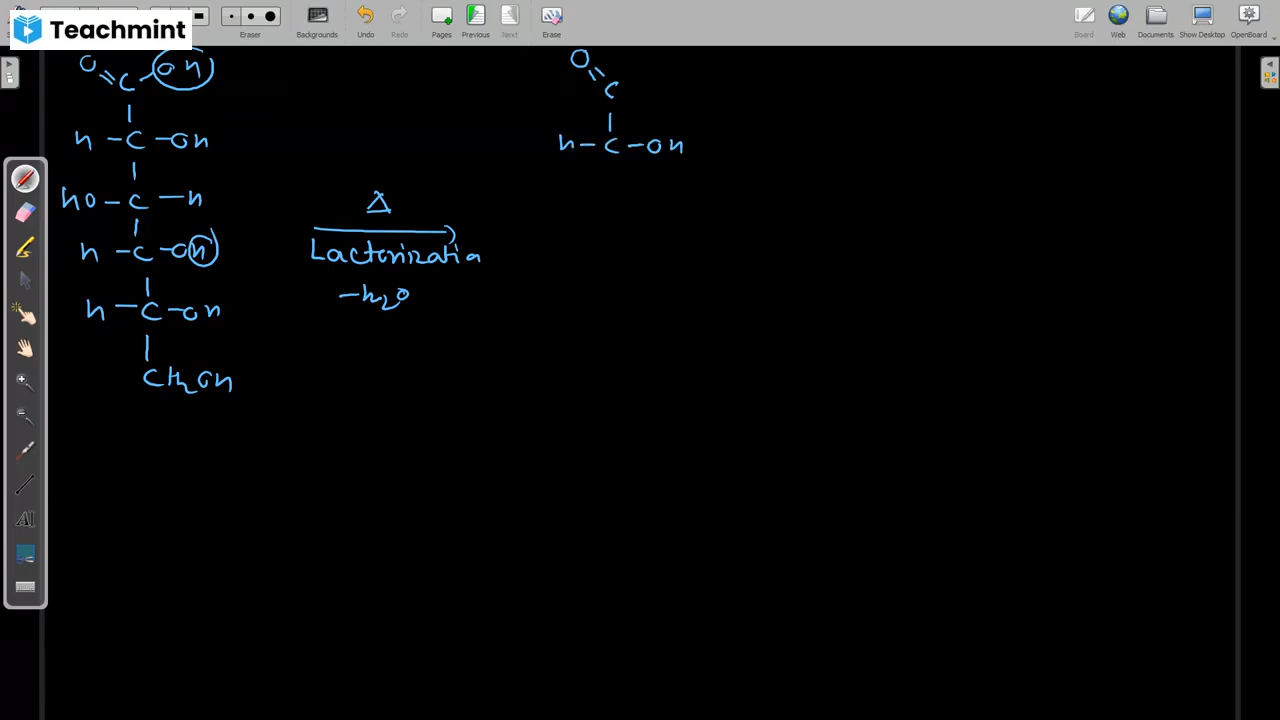 Teachmint
Eraser
Backgrounds
Undo
Redo
Pages
Previous
Next
Erase
Board
Web
Documents
Show Desktop
OpenBoard
O=C-OH
H-C-OH
HO-C-H
H-C-OH
H-C-OH
CH2OH
Δ
Lactonization
-H2O
O=C
H-C-OH